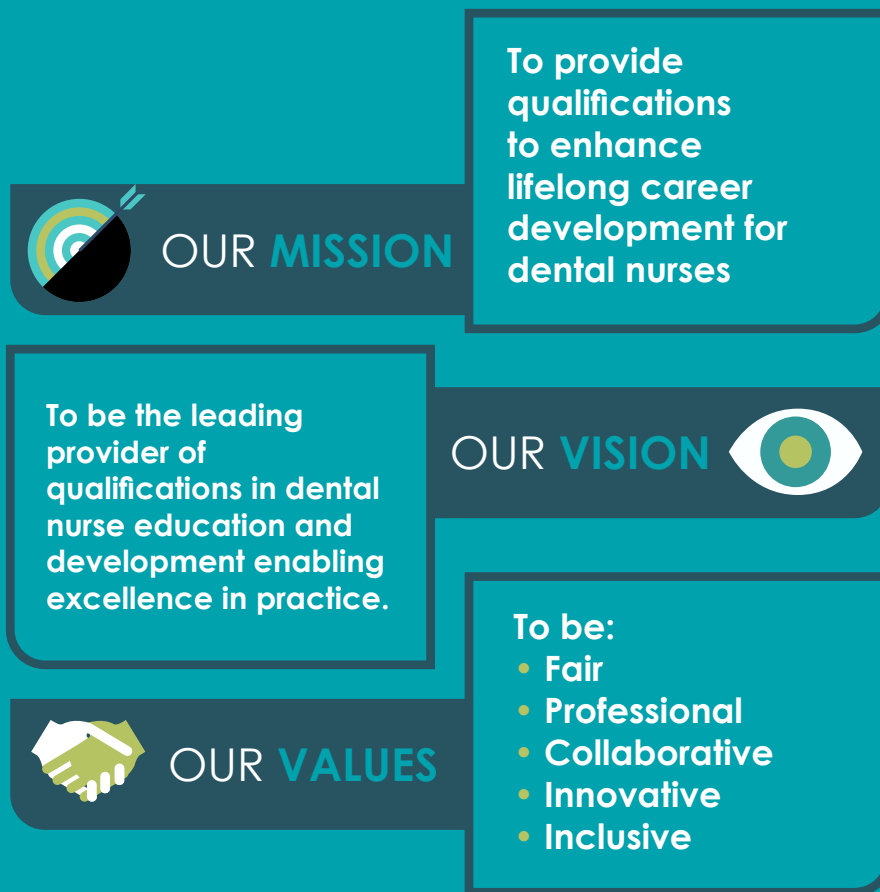 OUR MISSION
To provide
qualifications
to enhance
lifelong career
development for
dental nurses
OUR VISION
To be the leading
provider of
qualifications in dental
nurse education and
development enabling
excellence in practice.
OUR VALUES
To be:
• Fair
• Professional
• Collaborative
• Innovative
• Inclusive